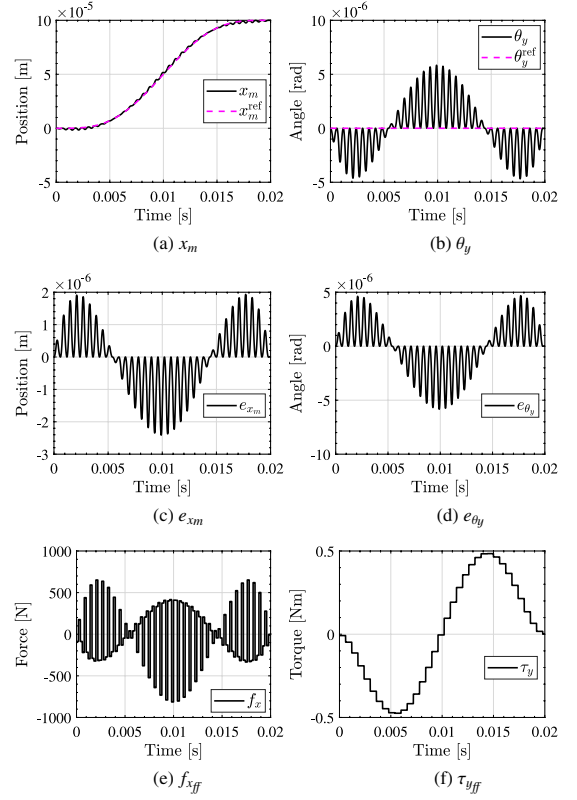 ×10⁻⁵
Position [m]
10
5
0
-5
x_m
x_m^ref
0 0.005 0.01 0.015 0.02
Time [s]
(a) x_m
×10⁻⁶
Angle [rad]
10
5
0
-5
θ_y
θ_y^ref
0 0.005 0.01 0.015 0.02
Time [s]
(b) θ_y
×10⁻⁶
Position [m]
2
1
0
-1
-2
-3
e_{x_m}
0 0.005 0.01 0.015 0.02
Time [s]
(c) e_{x_m}
×10⁻⁶
Angle [rad]
5
0
-5
-10
e_{θ_y}
0 0.005 0.01 0.015 0.02
Time [s]
(d) e_{θy}
Force [N]
1000
500
0
-500
-1000
f_x
0 0.005 0.01 0.015 0.02
Time [s]
(e) f_{x_{ff}}
Torque [Nm]
0.5
0
-0.5
τ_y
0 0.005 0.01 0.015 0.02
Time [s]
(f) τ_{y_{ff}}